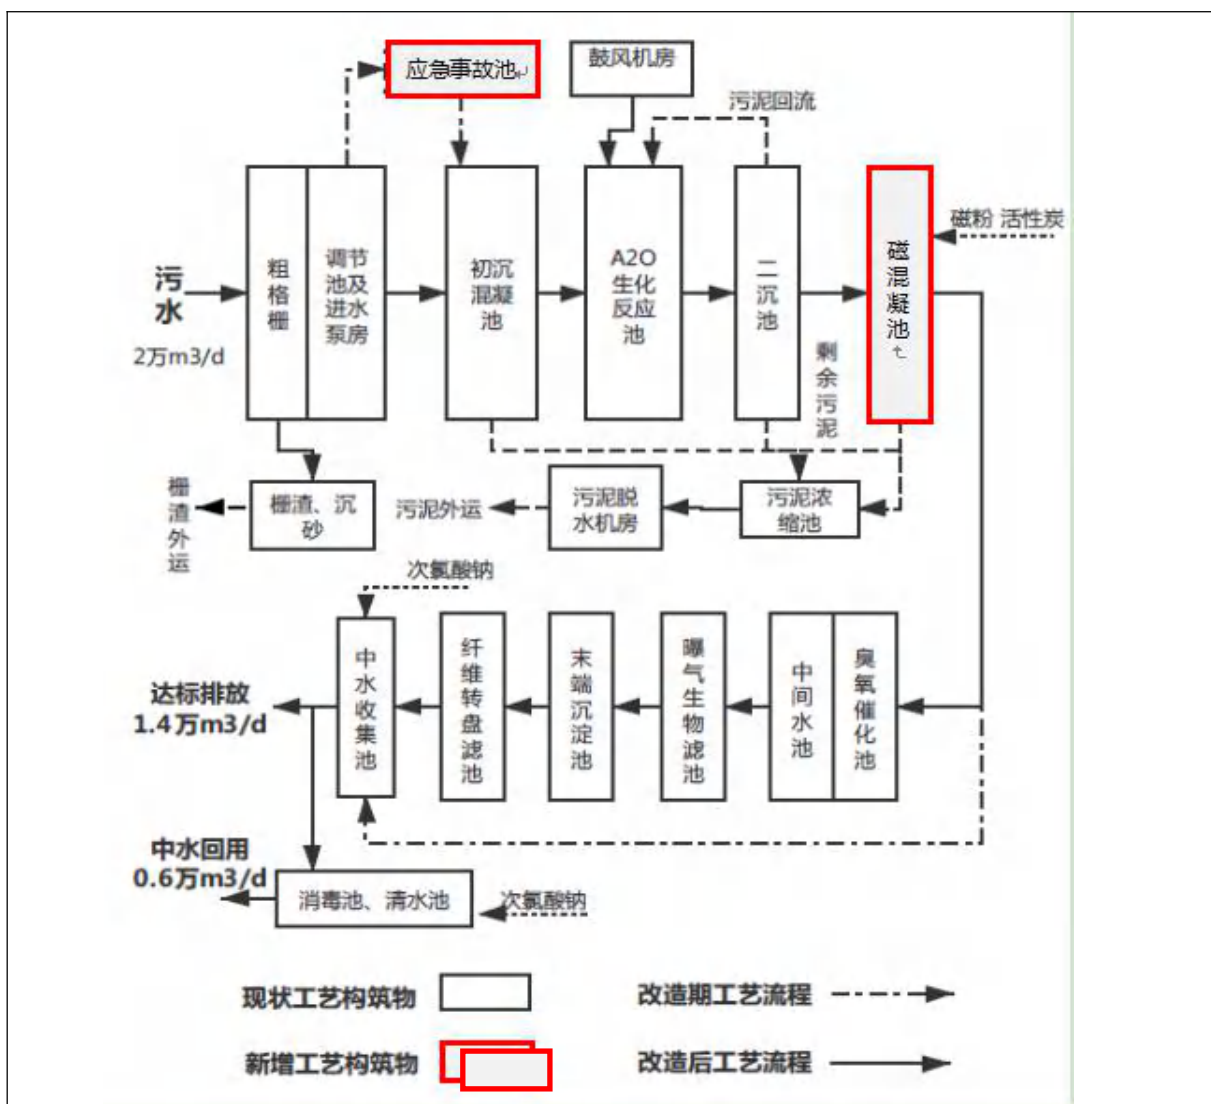 应急事故池
鼓风机房
污泥回流
磁粉 活性炭
污
水
2万m3/d
粗
格
栅
调节
池及
进水
泵房
初沉
混凝
池
A2O
生化
反应
池
二
沉
池
磁
混
凝
池
剩
余
污
泥
栅
渣
外
运
栅渣、沉
砂
污泥外运
污泥脱
水机房
污泥浓
缩池
次氯酸钠
中
水
收
集
池
纤
维
转
盘
滤
池
末
端
沉
淀
池
曝
气
生
物
滤
池
中
间
水
池
臭
氧
催
化
池
达标排放
1.4万m3/d
中水回用
0.6万m3/d
消毒池、清水池
次氯酸钠
现状工艺构筑物
改造期工艺流程
新增工艺构筑物
改造后工艺流程